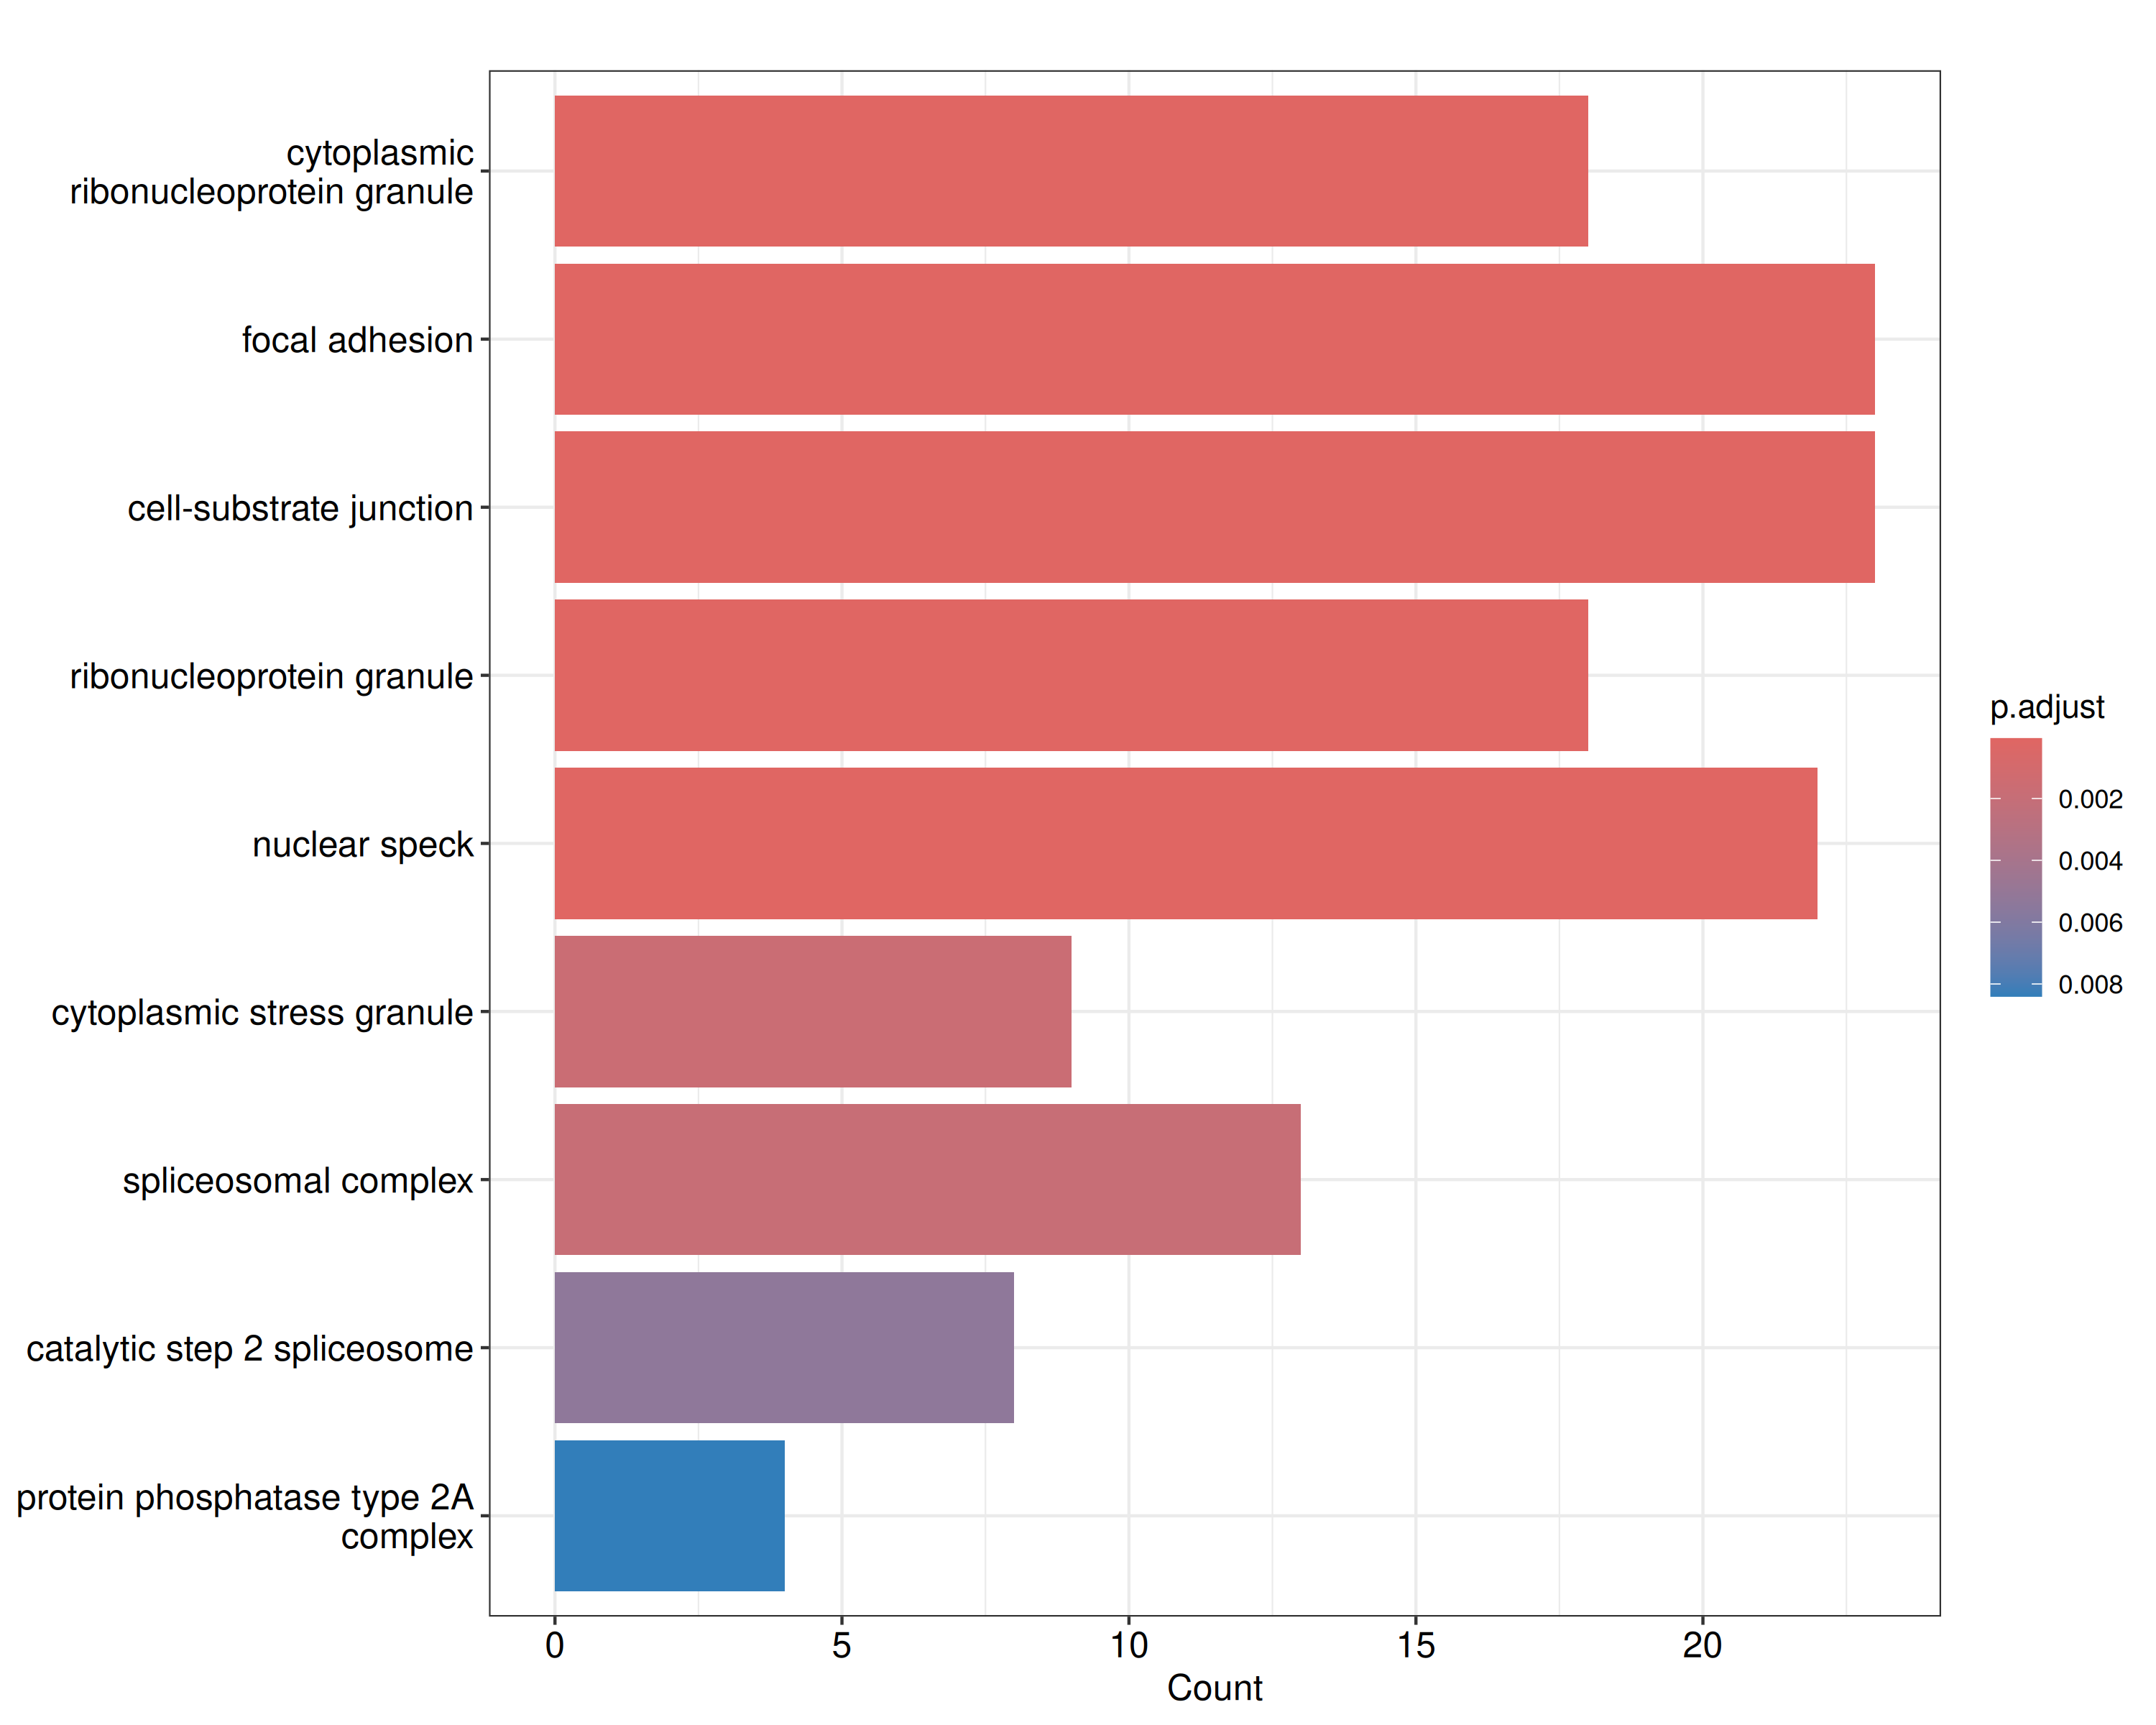 cytoplasmic
ribonucleoprotein granule
focal adhesion
cell-substrate junction
ribonucleoprotein granule
nuclear speck
cytoplasmic stress granule
spliceosomal complex
catalytic step 2 spliceosome
protein phosphatase type 2A
complex
0 5 10 15 20
Count
p.adjust
0.002
0.004
0.006
0.008